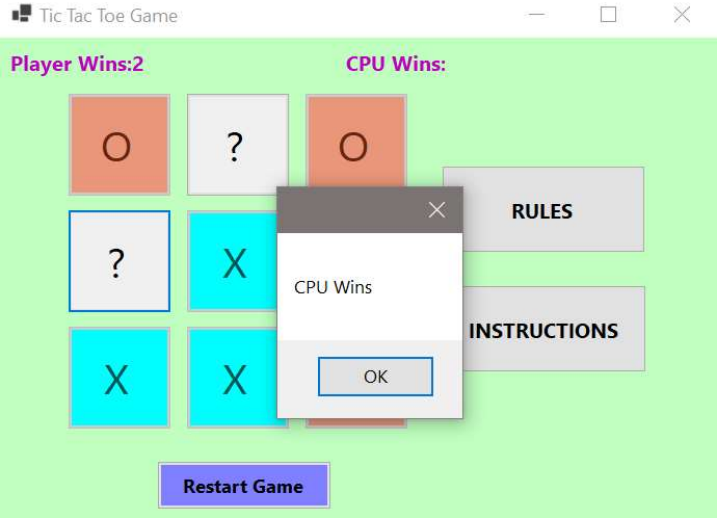 Tic Tac Toe Game
Player Wins:2 CPU Wins:
O ? O
RULES
? X
CPU Wins
INSTRUCTIONS
X X
OK
Restart Game